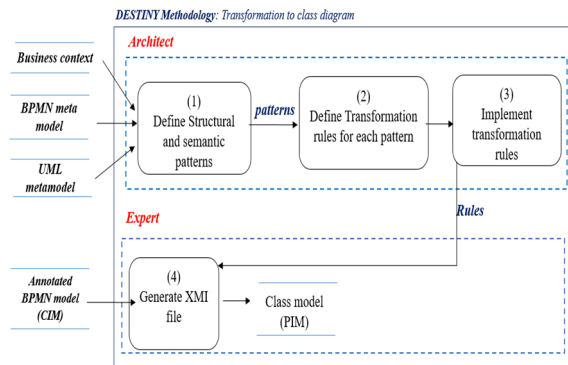 DESTINY Methodology: Transformation to class diagram
Architect
Business context
BPMN meta
model
UML
metamodel
(1)
Define Structural
and semantic
patterns
patterns
(2)
Define Transformation
rules for each pattern
(3)
Implement
transformation
rules
Rules
Expert
Annotated
BPMN model
(CIM)
(4)
Generate XMI
file
Class model
(PIM)